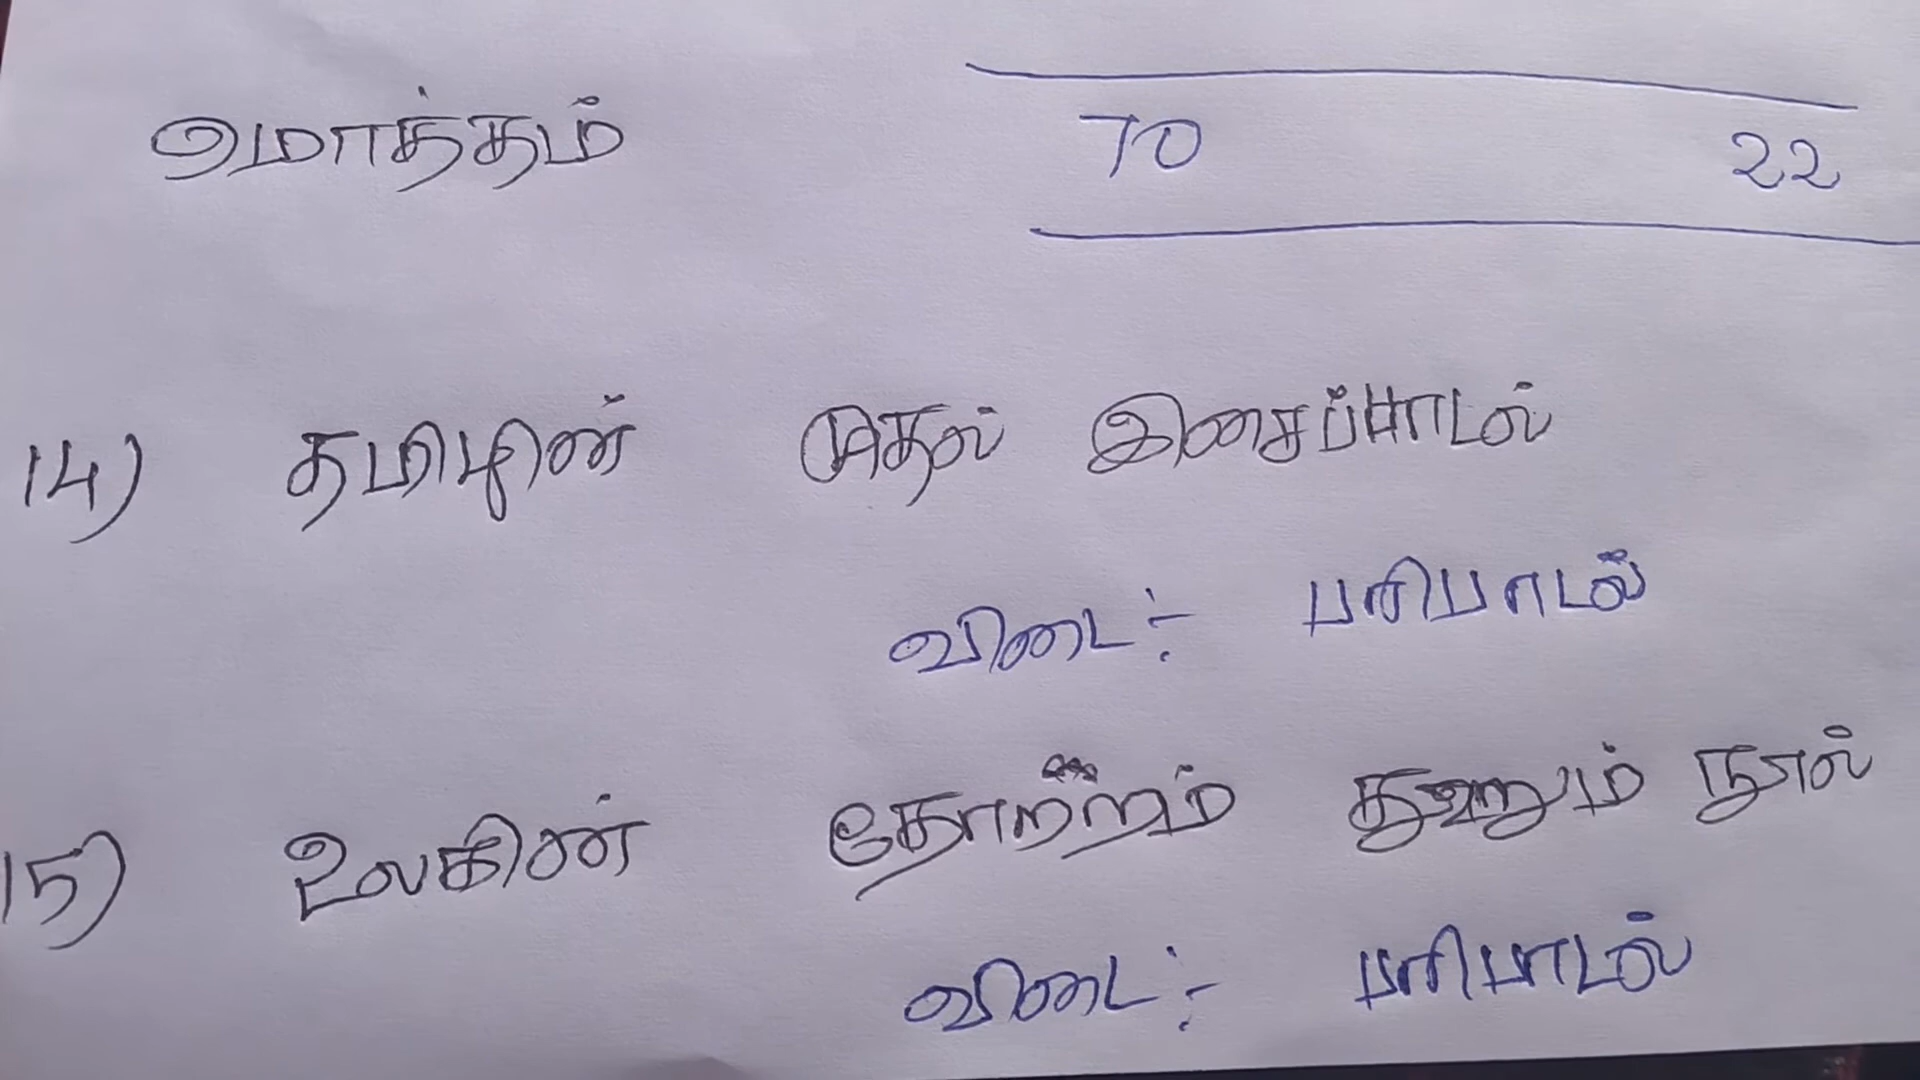 மொத்தம் 70 22
14) தமிழின் முதல் இசைப்பாடல்
விடை :- பரிபாடல்
15) உலகின் தோற்றம் கூறும் நூல்
விடை :- பரிபாடல்